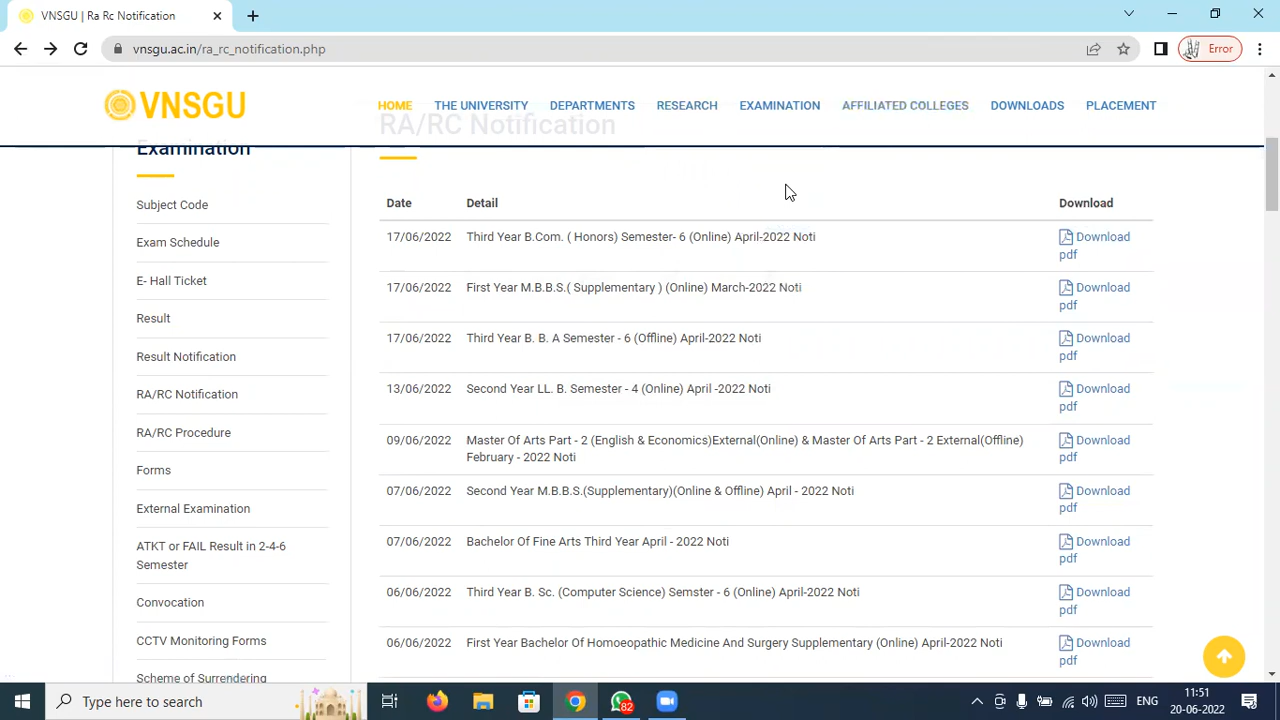 VNSGU | Ra Rc Notification
vnsgu.ac.in/ra_rc_notification.php
Error
VNSGU
HOME THE UNIVERSITY DEPARTMENTS RESEARCH EXAMINATION AFFILIATED COLLEGES DOWNLOADS PLACEMENT
RA/RC Notification
Examination
Subject Code
Exam Schedule
E- Hall Ticket
Result
Result Notification
RA/RC Notification
RA/RC Procedure
Forms
External Examination
ATKT or FAIL Result in 2-4-6
Semester
Convocation
CCTV Monitoring Forms
Scheme of Surrendering
Date Detail Download
17/06/2022 Third Year B.Com. ( Honors) Semester- 6 (Online) April-2022 Noti Download
pdf
17/06/2022 First Year M.B.B.S.( Supplementary ) (Online) March-2022 Noti Download
pdf
17/06/2022 Third Year B. B. A Semester - 6 (Offline) April-2022 Noti Download
pdf
13/06/2022 Second Year LL. B. Semester - 4 (Online) April -2022 Noti Download
pdf
09/06/2022 Master Of Arts Part - 2 (English & Economics)External(Online) & Master Of Arts Part - 2 External(Offline) Download
February - 2022 Noti pdf
07/06/2022 Second Year M.B.B.S.(Supplementary)(Online & Offline) April - 2022 Noti Download
pdf
07/06/2022 Bachelor Of Fine Arts Third Year April - 2022 Noti Download
pdf
06/06/2022 Third Year B. Sc. (Computer Science) Semster - 6 (Online) April-2022 Noti Download
pdf
06/06/2022 First Year Bachelor Of Homoeopathic Medicine And Surgery Supplementary (Online) April-2022 Noti Download
pdf
Type here to search
82
ENG
11:51
20-06-2022